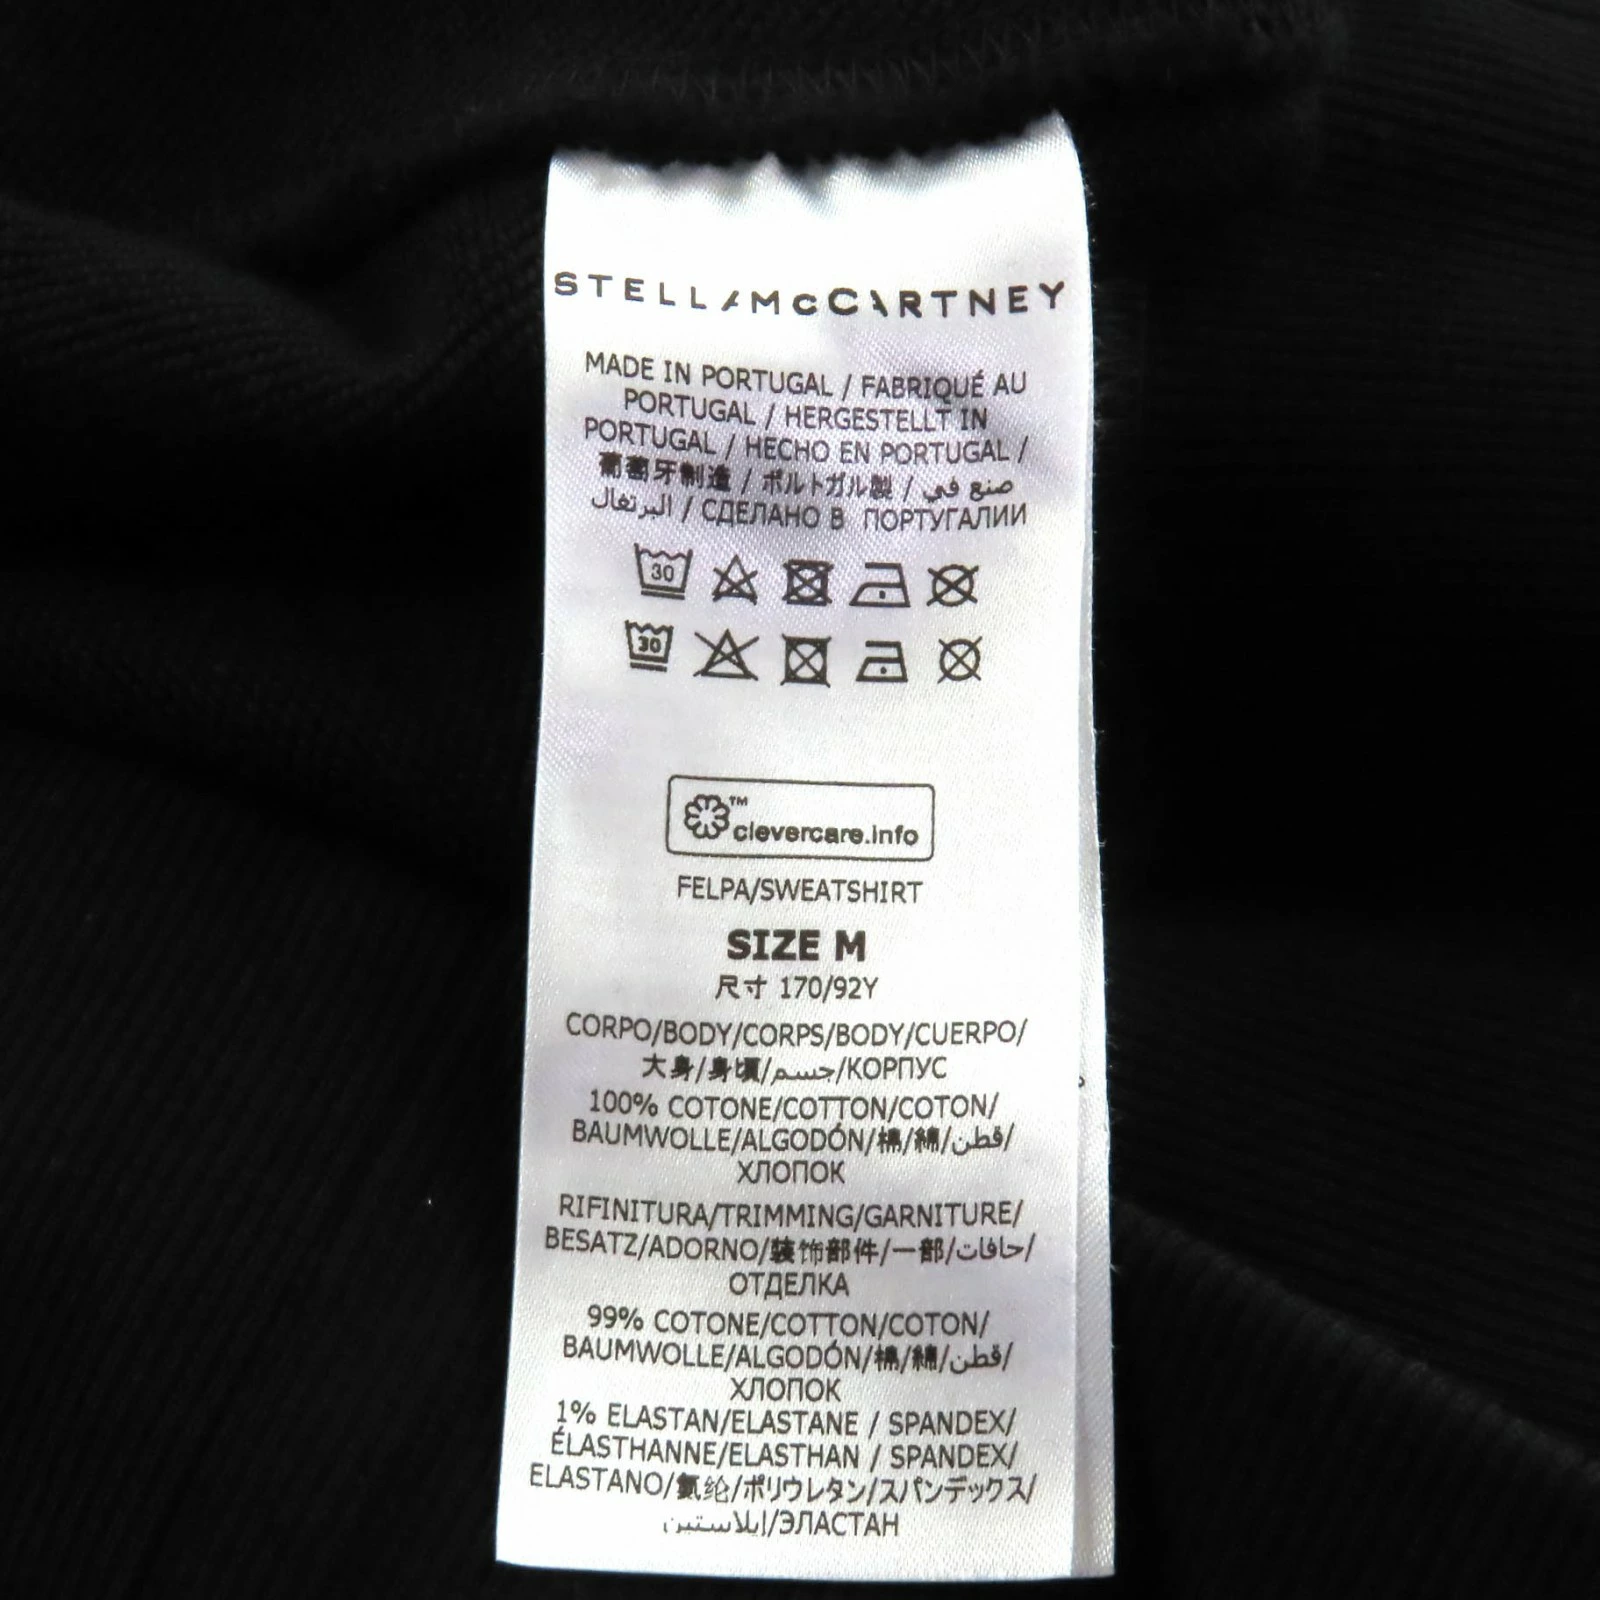 STELLA McCARTNEY
MADE IN PORTUGAL / FABRIQUÉ AU
PORTUGAL / HERGESTELLT IN
PORTUGAL / HECHO EN PORTUGAL /
葡萄牙制造 / ポルトガル製 / صنع في
البرتغال / СДЕЛАНО В ПОРТУГАЛИИ
30
30
™
clevercare.info
FELPA/SWEATSHIRT
SIZE M
尺寸 170/92Y
CORPO/BODY/CORPS/BODY/CUERPO/
大身/身頃/جسم/КОРПУС
100% COTONE/COTTON/COTON/
BAUMWOLLE/ALGODÓN/棉/綿/قطن/
ХЛОПОК
RIFINITURA/TRIMMING/GARNITURE/
BESATZ/ADORNO/装饰部件/一部/حافات/
ОТДЕЛКА
99% COTONE/COTTON/COTON/
BAUMWOLLE/ALGODÓN/棉/綿/قطن/
ХЛОПОК
1% ELASTAN/ELASTANE / SPANDEX/
ÉLASTHANNE/ELASTHAN / SPANDEX/
ELASTANO/氨纶/ポリウレタン/スパンデックス/
إيلاستين/ЭЛАСТАН